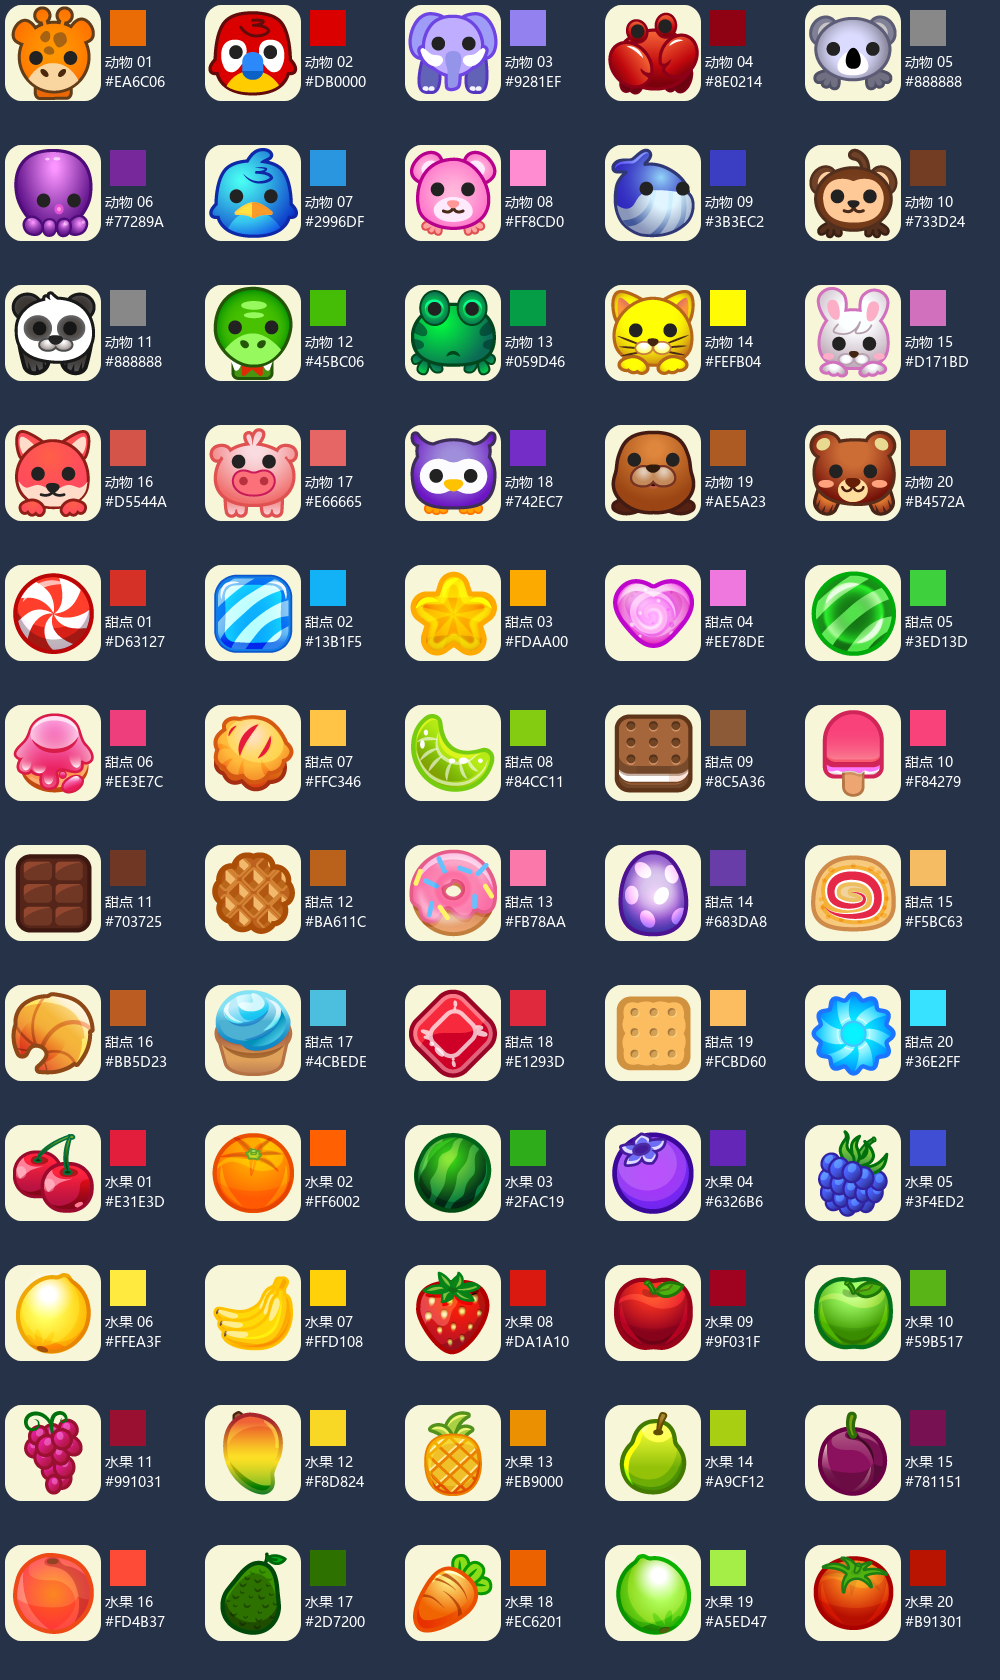 动物 01
#EA6C06
动物 02
#DB0000
动物 03
#9281EF
动物 04
#8E0214
动物 05
#888888
动物 06
#77289A
动物 07
#2996DF
动物 08
#FF8CD0
动物 09
#3B3EC2
动物 10
#733D24
动物 11
#888888
动物 12
#45BC06
动物 13
#059D46
动物 14
#FEFB04
动物 15
#D171BD
动物 16
#D5544A
动物 17
#E66665
动物 18
#742EC7
动物 19
#AE5A23
动物 20
#B4572A
甜点 01
#D63127
甜点 02
#13B1F5
甜点 03
#FDAA00
甜点 04
#EE78DE
甜点 05
#3ED13D
甜点 06
#EE3E7C
甜点 07
#FFC346
甜点 08
#84CC11
甜点 09
#8C5A36
甜点 10
#F84279
甜点 11
#703725
甜点 12
#BA611C
甜点 13
#FB78AA
甜点 14
#683DA8
甜点 15
#F5BC63
甜点 16
#BB5D23
甜点 17
#4CBEDE
甜点 18
#E1293D
甜点 19
#FCBD60
甜点 20
#36E2FF
水果 01
#E31E3D
水果 02
#FF6002
水果 03
#2FAC19
水果 04
#6326B6
水果 05
#3F4ED2
水果 06
#FFEA3F
水果 07
#FFD108
水果 08
#DA1A10
水果 09
#9F031F
水果 10
#59B517
水果 11
#991031
水果 12
#F8D824
水果 13
#EB9000
水果 14
#A9CF12
水果 15
#781151
水果 16
#FD4B37
水果 17
#2D7200
水果 18
#EC6201
水果 19
#A5ED47
水果 20
#B91301